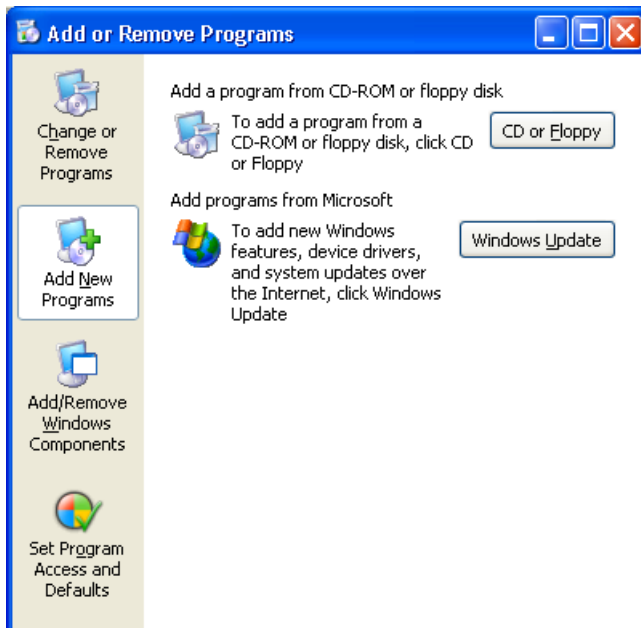 Add or Remove Programs
Change or
Remove
Programs
Add New
Programs
Add/Remove
Windows
Components
Set Program
Access and
Defaults
Add a program from CD-ROM or floppy disk
To add a program from a
CD-ROM or floppy disk, click CD
or Floppy
CD or Floppy
Add programs from Microsoft
To add new Windows
features, device drivers,
and system updates over
the Internet, click Windows
Update
Windows Update